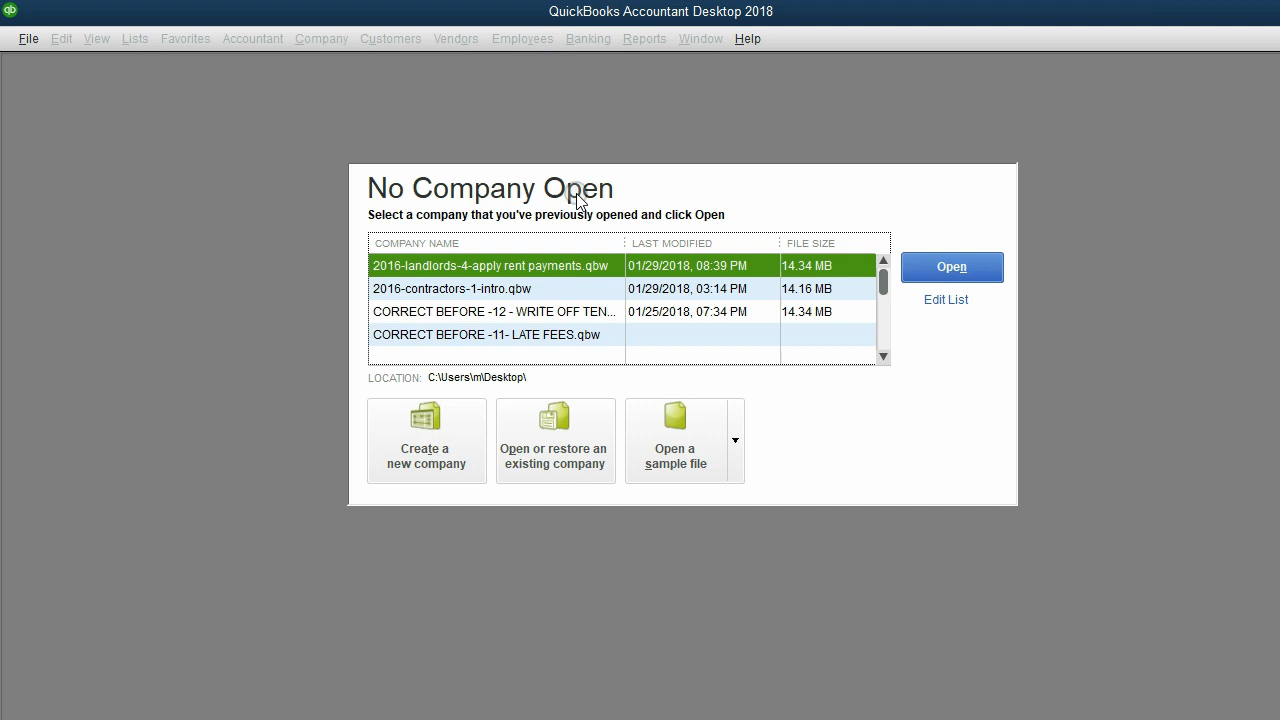 qb
QuickBooks Accountant Desktop 2018
File Edit View Lists Favorites Accountant Company Customers Vendors Employees Banking Reports Window Help
No Company Open
Select a company that you've previously opened and click Open
COMPANY NAME LAST MODIFIED FILE SIZE
2016-landlords-4-apply rent payments.qbw 01/29/2018, 08:39 PM 14.34 MB
Open
2016-contractors-1-intro.qbw 01/29/2018, 03:14 PM 14.16 MB
Edit List
CORRECT BEFORE -12 - WRITE OFF TEN... 01/25/2018, 07:34 PM 14.34 MB
CORRECT BEFORE -11- LATE FEES.qbw
LOCATION: C:\Users\m\Desktop\
Create a
new company
Open or restore an
existing company
Open a
sample file